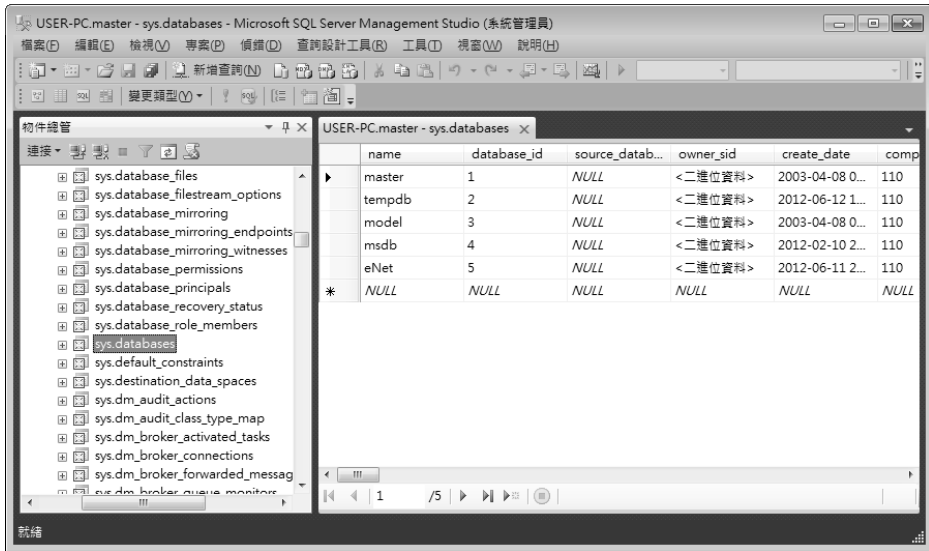 USER-PC.master - sys.databases - Microsoft SQL Server Management Studio (系統管理員)
檔案(F) 編輯(E) 檢視(V) 專案(P) 偵錯(D) 查詢設計工具(R) 工具(T) 視窗(W) 說明(H)
新增查詢(N)
變更類型(Y)
物件總管
連接
sys.database_files
sys.database_filestream_options
sys.database_mirroring
sys.database_mirroring_endpoints
sys.database_mirroring_witnesses
sys.database_permissions
sys.database_principals
sys.database_recovery_status
sys.database_role_members
sys.databases
sys.default_constraints
sys.destination_data_spaces
sys.dm_audit_actions
sys.dm_audit_class_type_map
sys.dm_broker_activated_tasks
sys.dm_broker_connections
sys.dm_broker_forwarded_messag
sys.dm_broker_queue_monitors
USER-PC.master - sys.databases
name database_id source_datab... owner_sid create_date comp
master 1 NULL <二進位資料> 2003-04-08 0... 110
tempdb 2 NULL <二進位資料> 2012-06-12 1... 110
model 3 NULL <二進位資料> 2003-04-08 0... 110
msdb 4 NULL <二進位資料> 2012-02-10 2... 110
eNet 5 NULL <二進位資料> 2012-06-11 2... 110
NULL NULL NULL NULL NULL NULL
1 /5
就緒